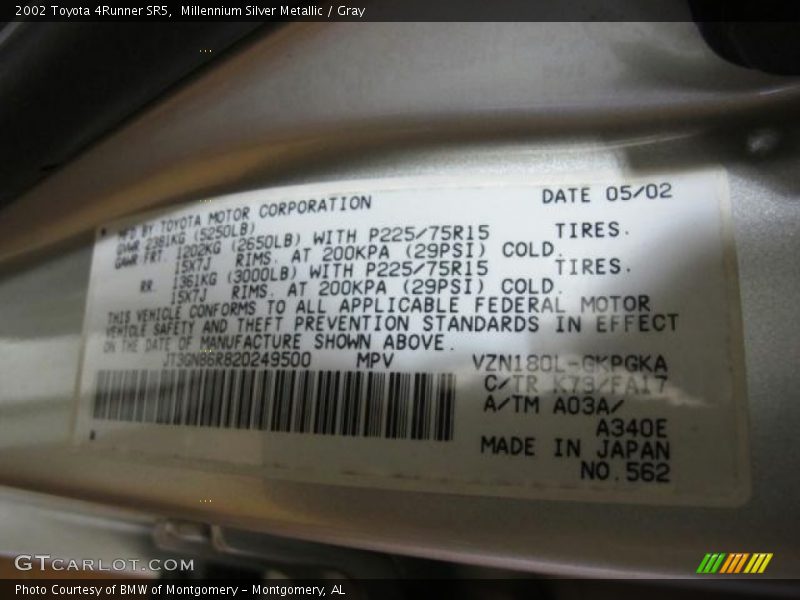 2002 Toyota 4Runner SR5,  Millennium Silver Metallic / Gray
MFD BY TOYOTA MOTOR CORPORATION DATE 05/02
GVWR 2381KG (5250LB)
GAWR FRT. 1202KG (2650LB) WITH P225/75R15 TIRES.
15X7J RIMS. AT 200KPA (29PSI) COLD.
RR. 1361KG (3000LB) WITH P225/75R15 TIRES.
15X7J RIMS. AT 200KPA (29PSI) COLD.
THIS VEHICLE CONFORMS TO ALL APPLICABLE FEDERAL MOTOR
VEHICLE SAFETY AND THEFT PREVENTION STANDARDS IN EFFECT
ON THE DATE OF MANUFACTURE SHOWN ABOVE.
JT3GN86R820249500 MPV VZN180L-GKPGKA
C/TR K79/FA17
A/TM A03A/
A340E
MADE IN JAPAN
NO.562
GTCARLOT.COM
Photo Courtesy of BMW of Montgomery - Montgomery, AL